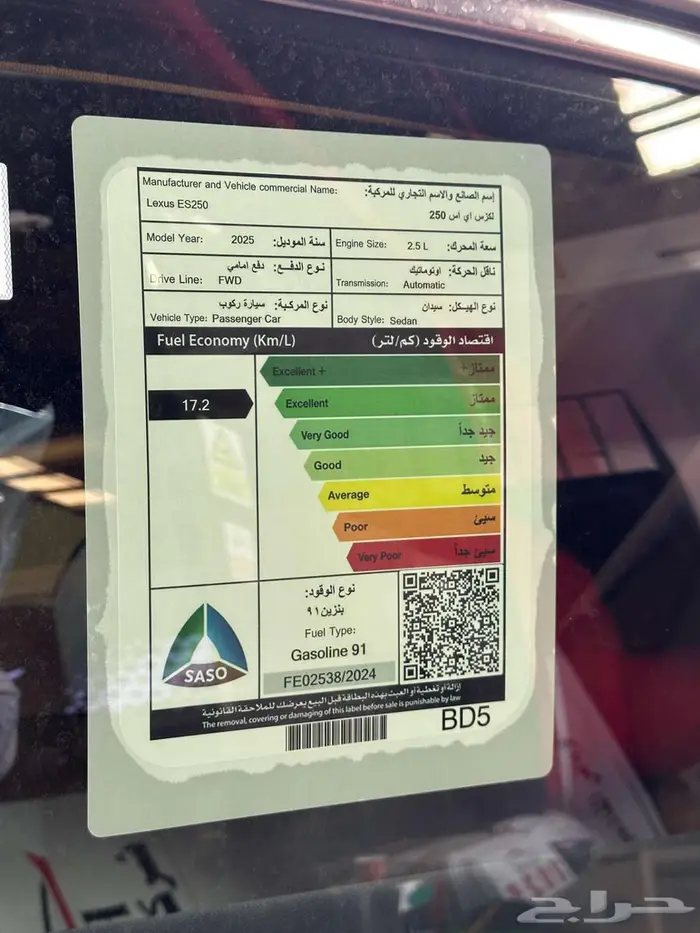 Manufacturer and Vehicle commercial Name: إسم الصانع والاسم التجاري للمركبة:
Lexus ES250 لكزس اي اس 250
Model Year: 2025 سنة الموديل:
Engine Size: 2.5 L سعة المحرك:
نوع الدفع: دفع امامي
Drive Line: FWD
ناقل الحركة: اوتوماتيك
Transmission: Automatic
نوع المركبة: سيارة ركوب
Vehicle Type: Passenger Car
نوع الهيكل: سيدان
Body Style: Sedan
Fuel Economy (Km/L) اقتصاد الوقود (كم/لتر)
Excellent + ممتاز+
17.2
Excellent ممتاز
Very Good جيد جداً
Good جيد
Average متوسط
Poor سيئ
Very Poor سيئ جداً
SASO
نوع الوقود:
بنزين ٩١
Fuel Type:
Gasoline 91
FE02538/2024
إزالة أو تغطية أو العبث بهذه البطاقة قبل البيع يعرضك للملاحقة القانونية
The removal, covering or damaging of this label before sale is punishable by law
BD5
حراج